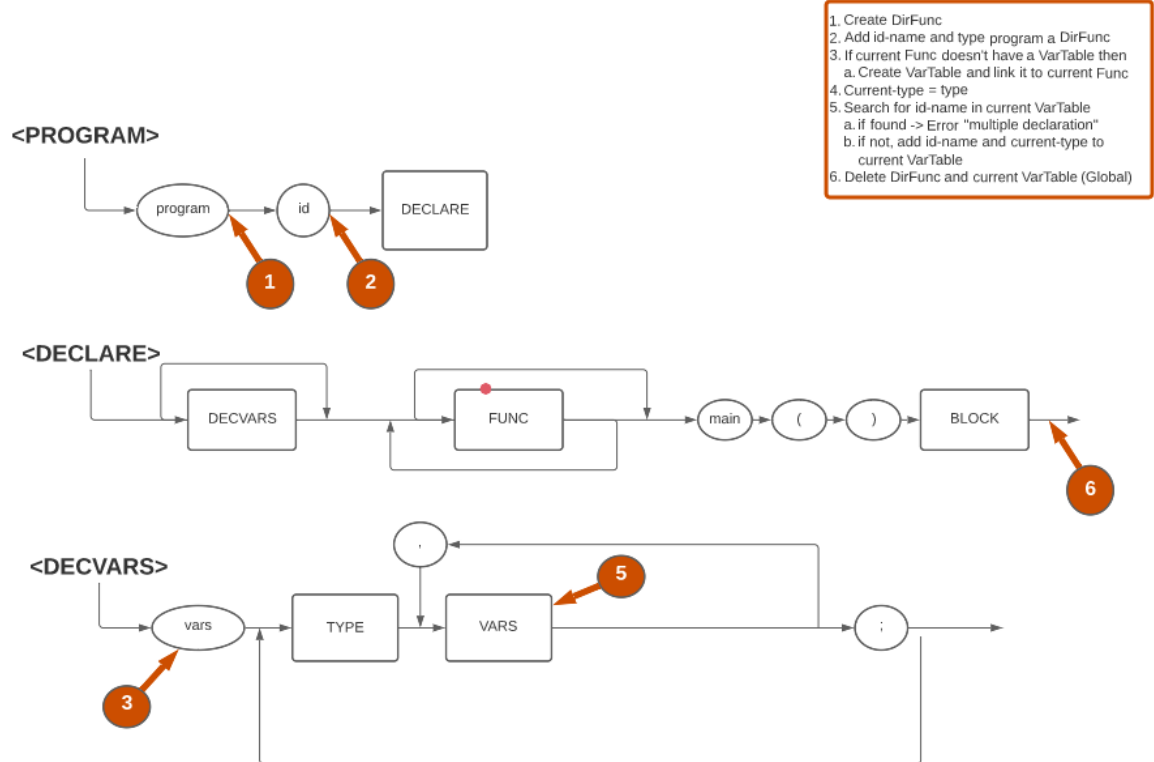 1. Create DirFunc
2. Add id-name and type program a DirFunc
3. If current Func doesn't have a VarTable then
a. Create VarTable and link it to current Func
4. Current-type = type
5. Search for id-name in current VarTable
a. if found -> Error "multiple declaration"
b. if not, add id-name and current-type to
current VarTable
6. Delete DirFunc and current VarTable (Global)
<PROGRAM>
program
id
DECLARE
1
2
<DECLARE>
DECVARS
FUNC
main
(
)
BLOCK
6
<DECVARS>
,
5
vars
TYPE
VARS
;
3